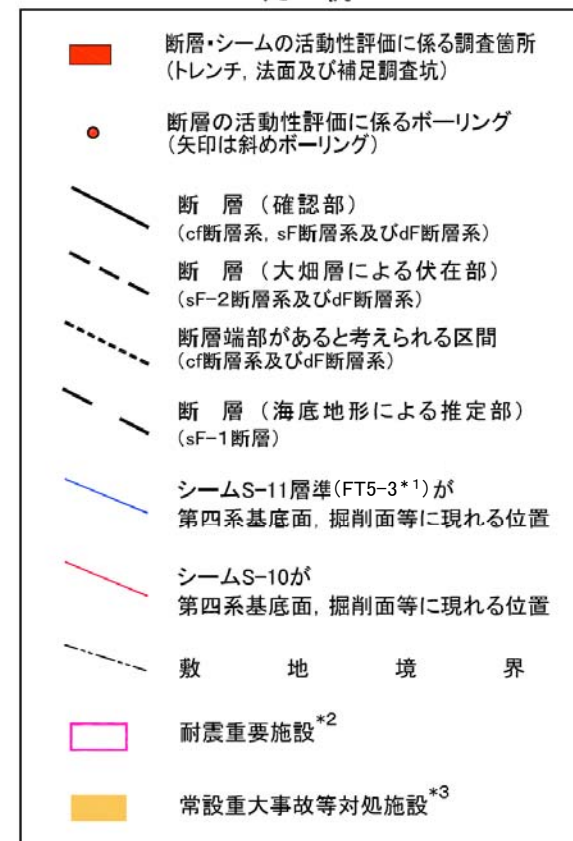 断層・シームの活動性評価に係る調査箇所
(トレンチ, 法面及び補足調査坑)
断層の活動性評価に係るボーリング
(矢印は斜めボーリング)
断 層 (確認部)
(cf断層系, sF断層系及びdF断層系)
断 層 (大畑層による伏在部)
(sF-2断層系及びdF断層系)
断層端部があると考えられる区間
(cf断層系及びdF断層系)
断 層 (海底地形による推定部)
(sF-1断層)
シームS-11層準(FT5-3*1)が
第四系基底面, 掘削面等に現れる位置
シームS-10が
第四系基底面, 掘削面等に現れる位置
敷 地 境 界
耐震重要施設*2
常設重大事故等対処施設*3